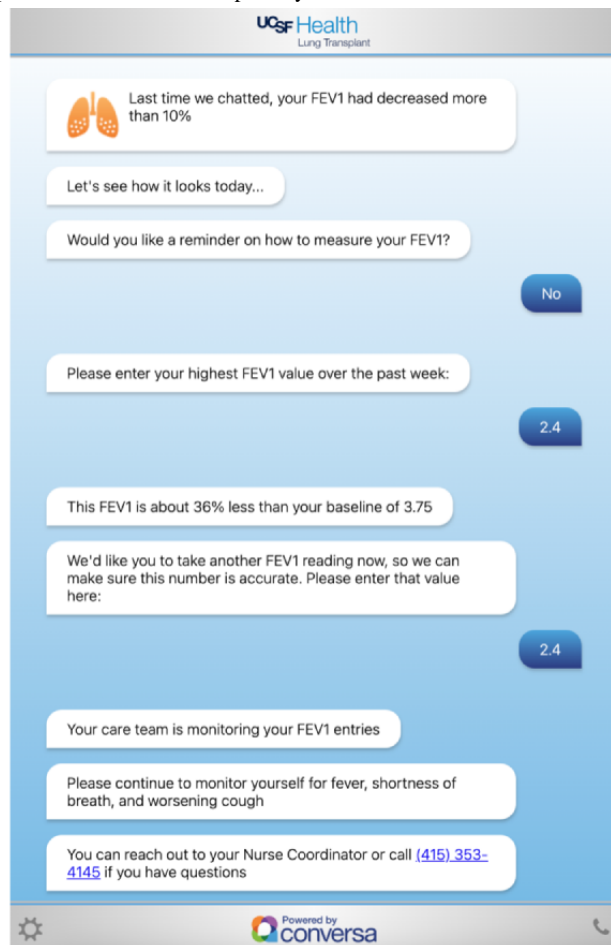 UCSF Health
Lung Transplant
Last time we chatted, your FEV1 had decreased more
than 10%
Let's see how it looks today...
Would you like a reminder on how to measure your FEV1?
No
Please enter your highest FEV1 value over the past week:
2.4
This FEV1 is about 36% less than your baseline of 3.75
We'd like you to take another FEV1 reading now, so we can
make sure this number is accurate. Please enter that value
here:
2.4
Your care team is monitoring your FEV1 entries
Please continue to monitor yourself for fever, shortness of
breath, and worsening cough
You can reach out to your Nurse Coordinator or call (415) 353-
4145 if you have questions
Powered by
conversa